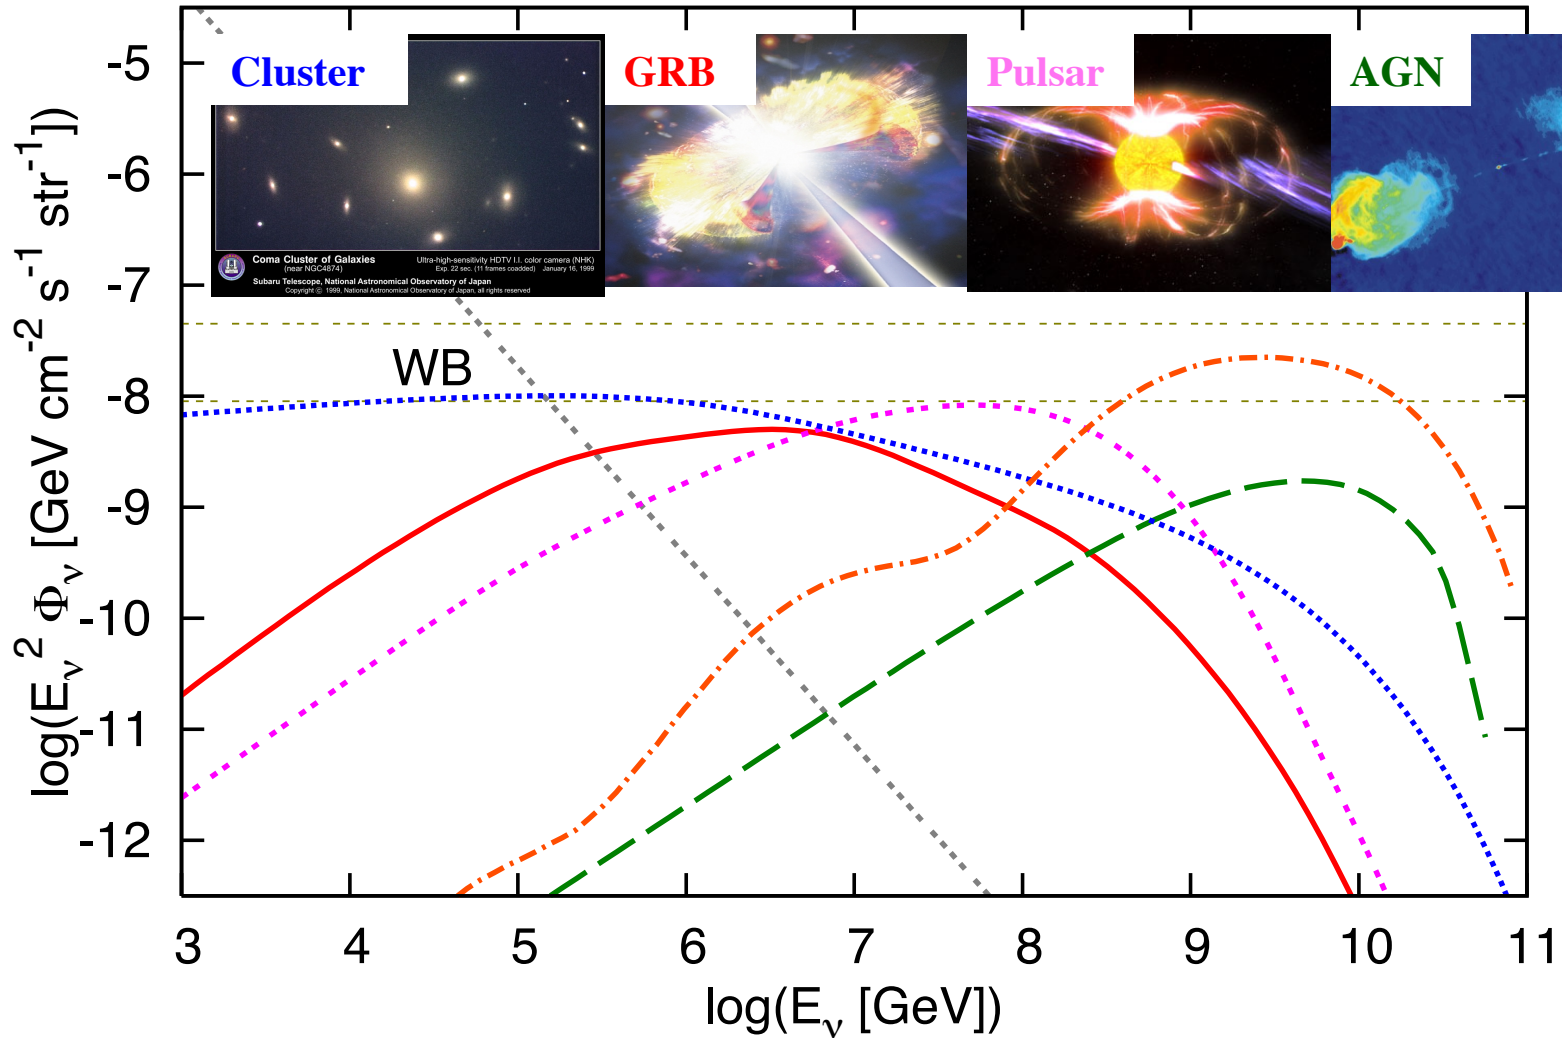 Cluster
GRB
Pulsar
AGN
Coma Cluster of Galaxies
(near NGC4874)
Ultra-high-sensitivity HDTV I.I. color camera (NHK)
Exp. 22 sec. (11 frames coadded) January 16, 1999
Subaru Telescope, National Astronomical Observatory of Japan
Copyright © 1999, National Astronomical Observatory of Japan, all rights reserved
WB
-5
-6
-7
-8
-9
-10
-11
-12
log(E_ν^2 Φ_ν [GeV cm^-2 s^-1 str^-1])
3 4 5 6 7 8 9 10 11
log(E_ν [GeV])